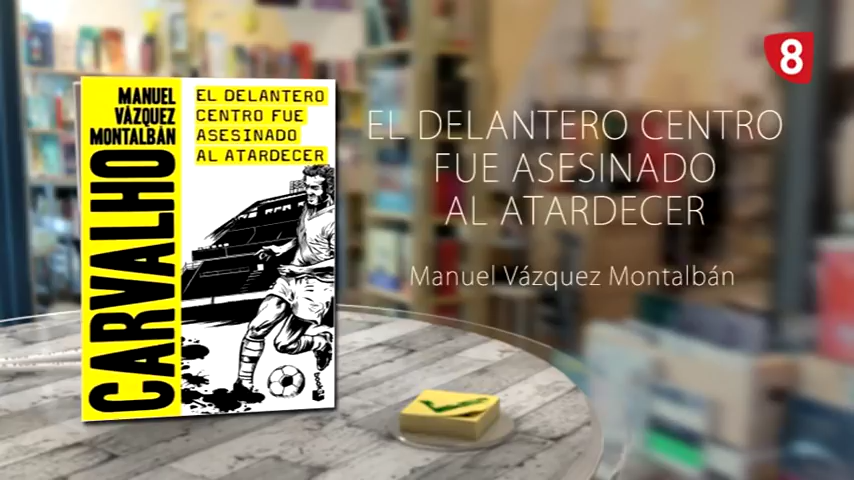 8
MANUEL
VÁZQUEZ
MONTALBÁN
CARVALHO
EL DELANTERO
CENTRO FUE
ASESINADO
AL ATARDECER
EL DELANTERO CENTRO
FUE ASESINADO
AL ATARDECER
Manuel Vázquez Montalbán